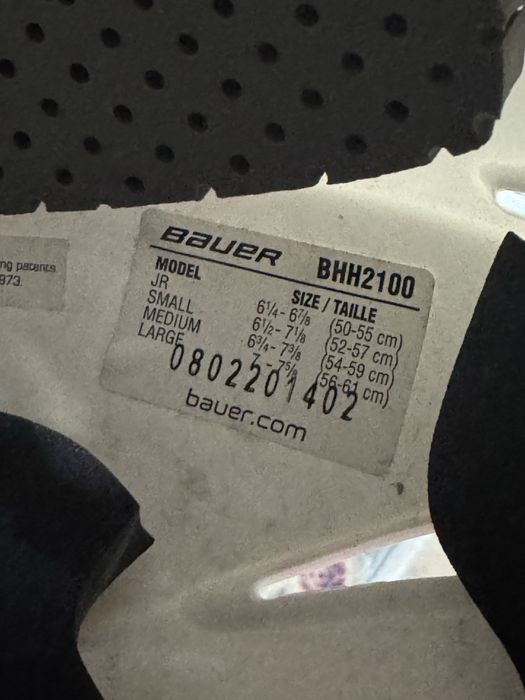 ng patents
973.
BAUER BHH2100
MODEL SIZE / TAILLE
JR 6¼ - 6⅞ (50-55 cm)
SMALL 6½ - 7⅛ (52-57 cm)
MEDIUM 6¾ - 7⅜ (54-59 cm)
LARGE 7 - 7⅝ (56-61 cm)
0802201402
bauer.com